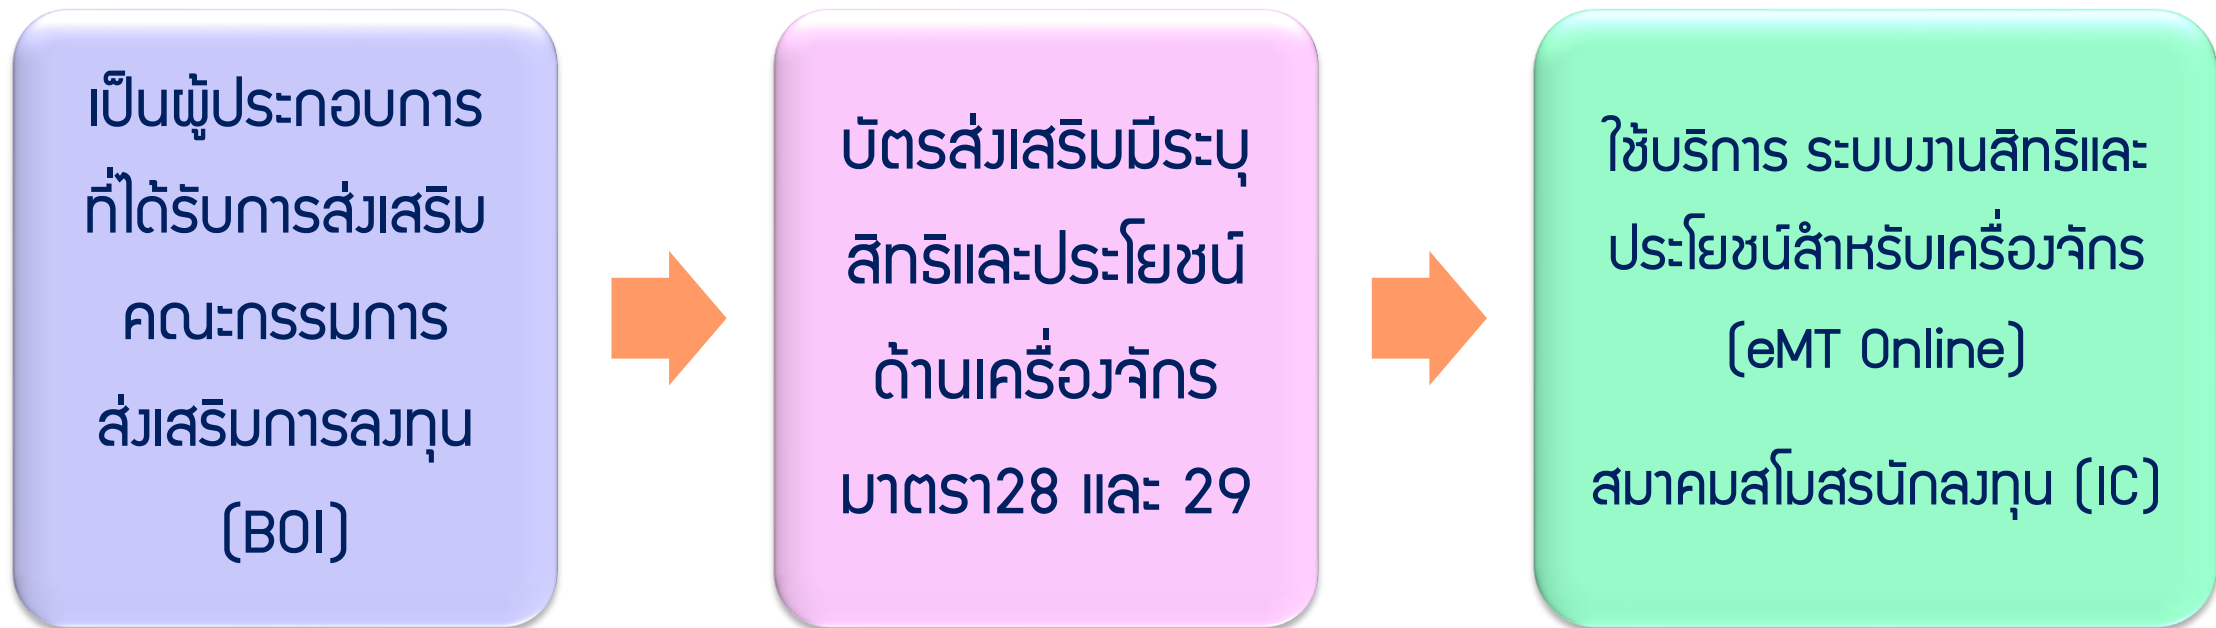 เป็นผู้ประกอบการ
ที่ได้รับการส่งเสริม
คณะกรรมการ
ส่งเสริมการลงทุน
(BOI)
บัตรส่งเสริมมีระบุ
สิทธิและประโยชน์
ด้านเครื่องจักร
มาตรา28 และ 29
ใช้บริการ ระบบงานสิทธิและ
ประโยชน์สำหรับเครื่องจักร
(eMT Online)
สมาคมสโมสรนักลงทุน (IC)